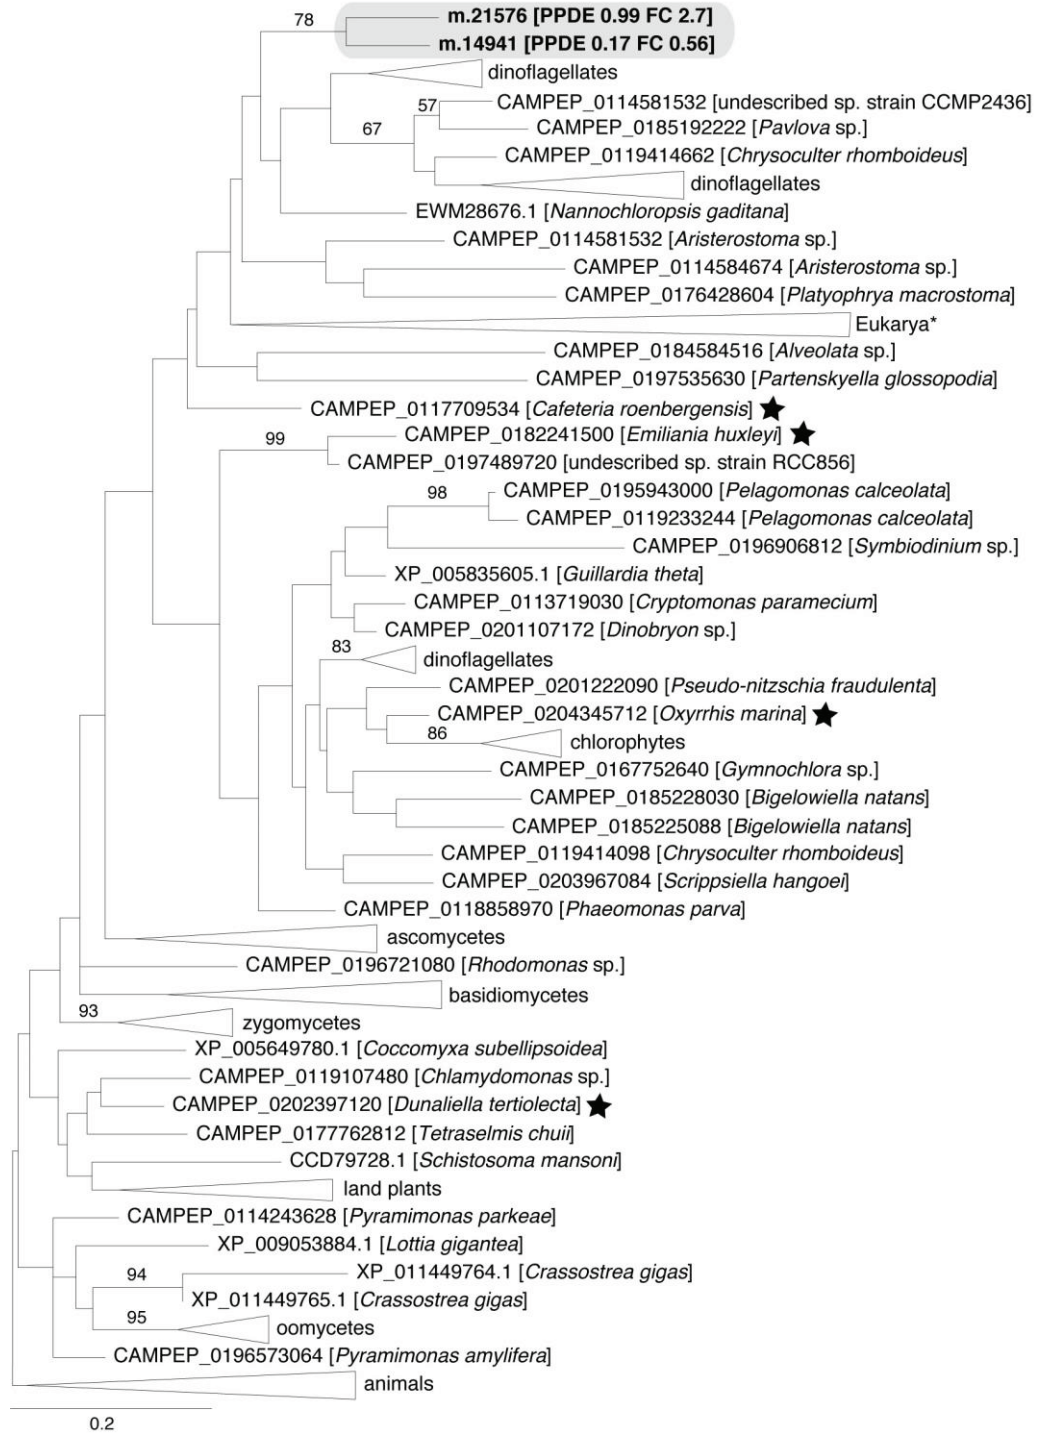 78
m.21576 [PPDE 0.99 FC 2.7]
m.14941 [PPDE 0.17 FC 0.56]
dinoflagellates
57
CAMPEP_0114581532 [undescribed sp. strain CCMP2436]
67
CAMPEP_0185192222 [Pavlova sp.]
CAMPEP_0119414662 [Chrysoculter rhomboideus]
dinoflagellates
EWM28676.1 [Nannochloropsis gaditana]
CAMPEP_0114581532 [Aristerostoma sp.]
CAMPEP_0114584674 [Aristerostoma sp.]
CAMPEP_0176428604 [Platyophrya macrostoma]
Eukarya*
CAMPEP_0184584516 [Alveolata sp.]
CAMPEP_0197535630 [Partenskyella glossopodia]
CAMPEP_0117709534 [Cafeteria roenbergensis]
99
CAMPEP_0182241500 [Emiliania huxleyi]
CAMPEP_0197489720 [undescribed sp. strain RCC856]
98
CAMPEP_0195943000 [Pelagomonas calceolata]
CAMPEP_0119233244 [Pelagomonas calceolata]
CAMPEP_0196906812 [Symbiodinium sp.]
XP_005835605.1 [Guillardia theta]
CAMPEP_0113719030 [Cryptomonas paramecium]
CAMPEP_0201107172 [Dinobryon sp.]
83
dinoflagellates
CAMPEP_0201222090 [Pseudo-nitzschia fraudulenta]
CAMPEP_0204345712 [Oxyrrhis marina]
86
chlorophytes
CAMPEP_0167752640 [Gymnochlora sp.]
CAMPEP_0185228030 [Bigelowiella natans]
CAMPEP_0185225088 [Bigelowiella natans]
CAMPEP_0119414098 [Chrysoculter rhomboideus]
CAMPEP_0203967084 [Scrippsiella hangoei]
CAMPEP_0118858970 [Phaeomonas parva]
ascomycetes
CAMPEP_0196721080 [Rhodomonas sp.]
basidiomycetes
93
zygomycetes
XP_005649780.1 [Coccomyxa subellipsoidea]
CAMPEP_0119107480 [Chlamydomonas sp.]
CAMPEP_0202397120 [Dunaliella tertiolecta]
CAMPEP_0177762812 [Tetraselmis chuii]
CCD79728.1 [Schistosoma mansoni]
land plants
CAMPEP_0114243628 [Pyramimonas parkeae]
XP_009053884.1 [Lottia gigantea]
94
XP_011449764.1 [Crassostrea gigas]
XP_011449765.1 [Crassostrea gigas]
95
oomycetes
CAMPEP_0196573064 [Pyramimonas amylifera]
animals
0.2